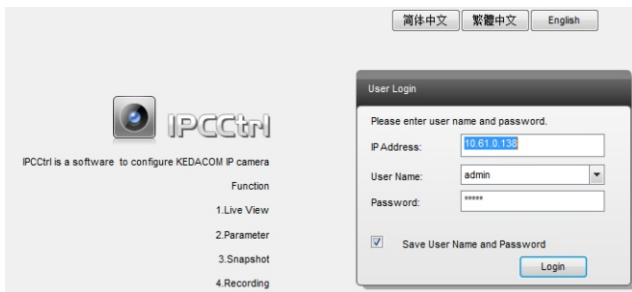 简体中文 繁體中文 English
IPCCtrl
IPCCtrl is a software to configure KEDACOM IP camera
Function
1.Live View
2.Parameter
3.Snapshot
4.Recording
User Login
Please enter user name and password.
IP Address: 10.61.0.138
User Name: admin
Password: *****
Save User Name and Password
Login